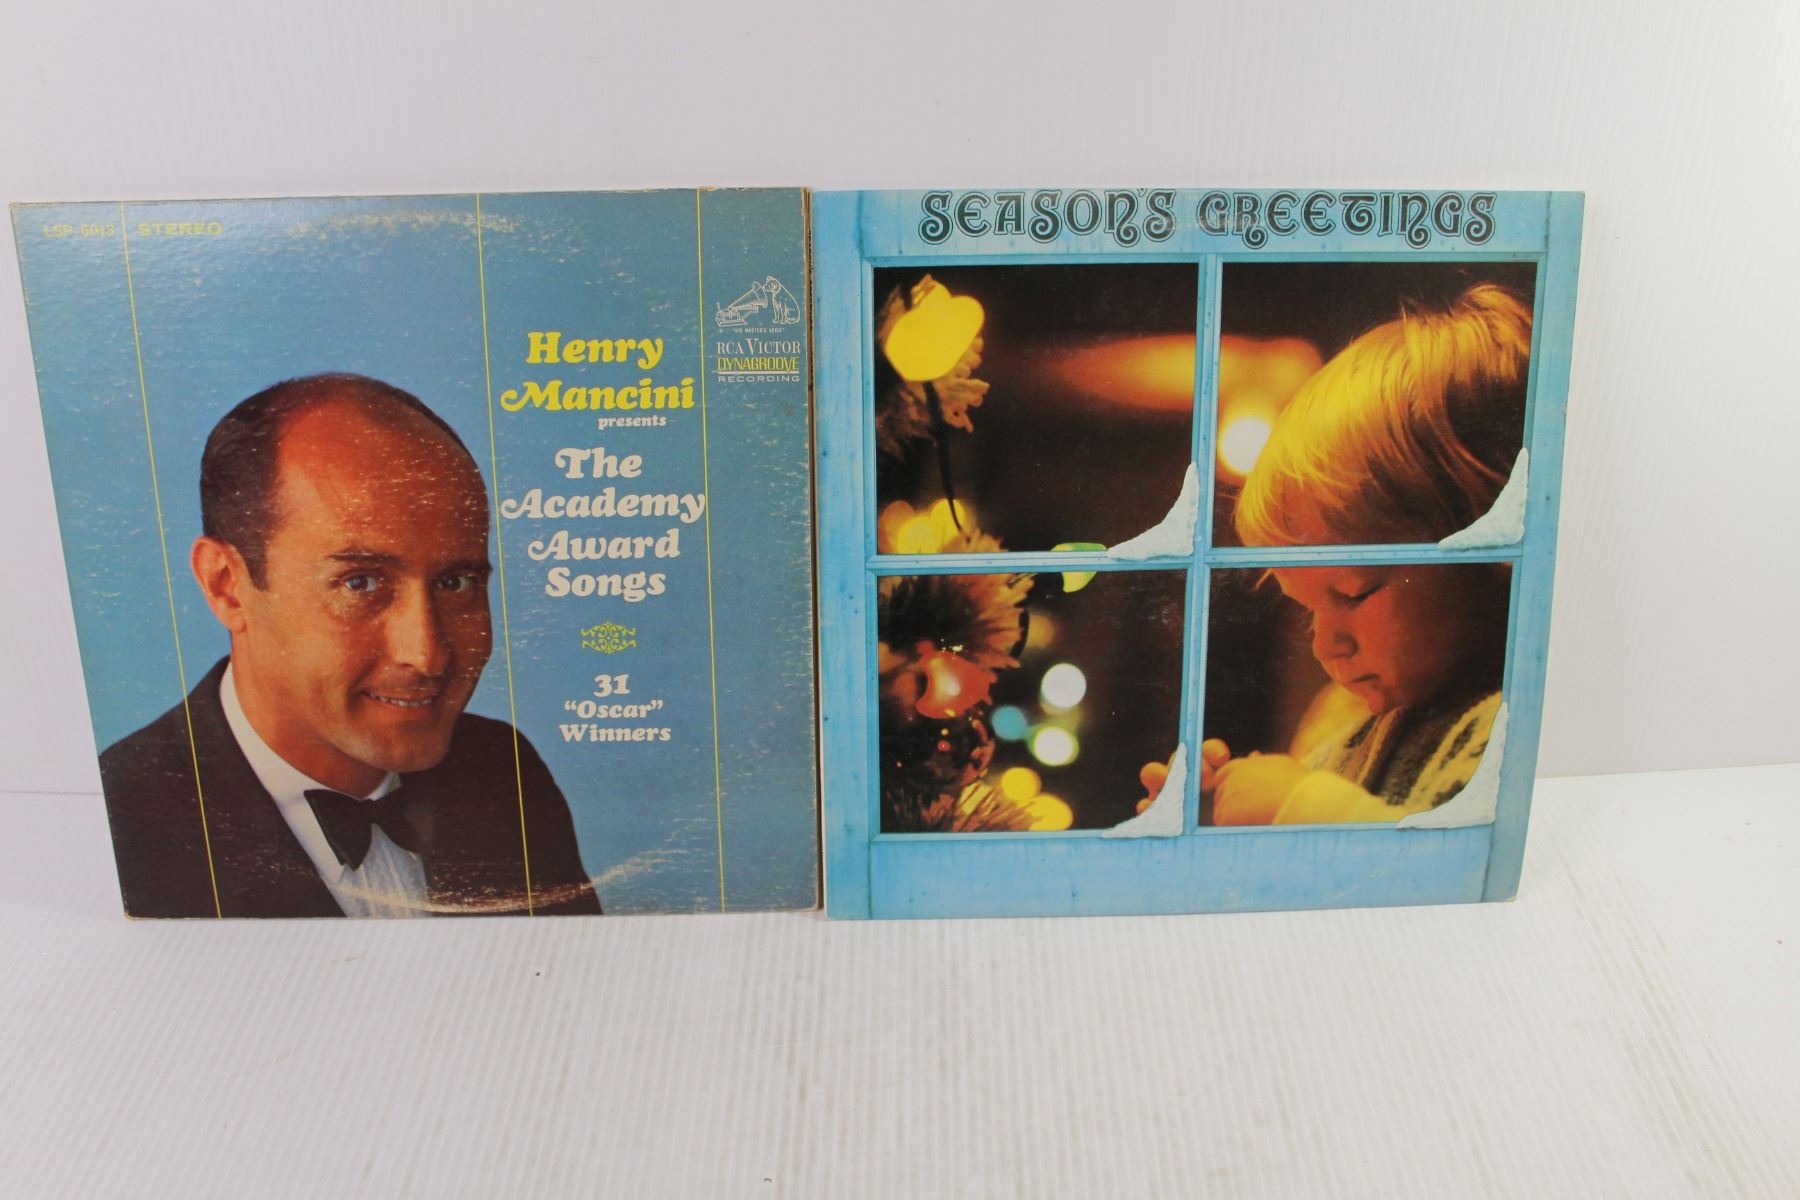 LSP-6013 STEREO
"HIS MASTER'S VOICE"
RCA VICTOR
DYNAGROOVE
RECORDING
Henry
Mancini
presents
The
Academy
Award
Songs
31
“Oscar”
Winners
SEASON'S GREETINGS